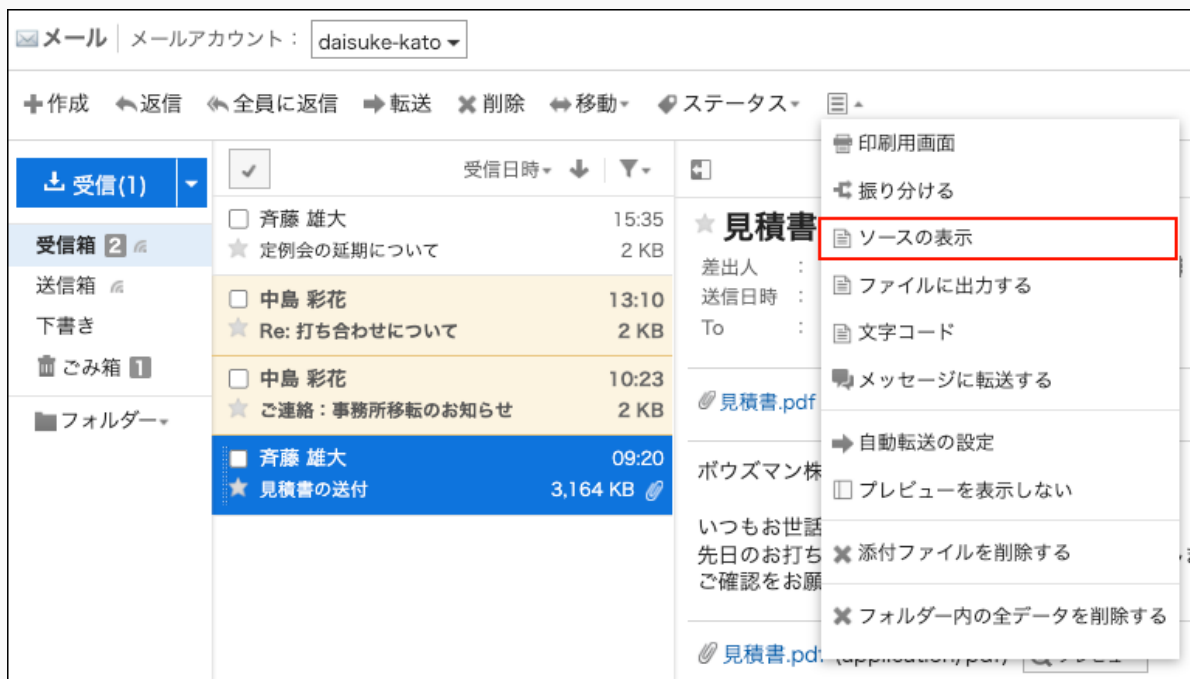 メール メールアカウント： daisuke-kato
作成 返信 全員に返信 転送 削除 移動 ステータス
受信(1)
受信箱 2
送信箱
下書き
ごみ箱 1
フォルダー
受信日時
斉藤 雄大 15:35
定例会の延期について 2 KB
中島 彩花 13:10
Re: 打ち合わせについて 2 KB
中島 彩花 10:23
ご連絡：事務所移転のお知らせ 2 KB
斉藤 雄大 09:20
見積書の送付 3,164 KB
見積書
差出人 ：
送信日時 ：
To ：
見積書.pdf
ボウズマン株
いつもお世話
先日のお打ち
ご確認をお願
見積書.pdf
印刷用画面
振り分ける
ソースの表示
ファイルに出力する
文字コード
メッセージに転送する
自動転送の設定
プレビューを表示しない
添付ファイルを削除する
フォルダー内の全データを削除する